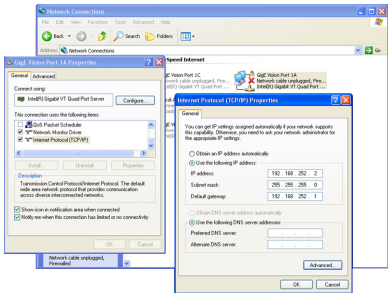 Network Connections
File Edit View Favorites Tools Advanced Help
Back Search Folders
Address Network Connections Go
Speed Internet
GigE Vision Port 1C
Network cable unplugged, Fire...
Intel(R) Gigabit VT Quad Port ...
GigE Vision Port 1A
Network cable unplugged, Fire...
Intel(R) Gigabit VT Quad Port ...
GigE Vision Port 1A Properties
General Advanced
Connect using:
Intel(R) Gigabit VT Quad Port Server
Configure...
This connection uses the following items:
QoS Packet Scheduler
Network Monitor Driver
Internet Protocol (TCP/IP)
Install... Uninstall Properties
Description
Transmission Control Protocol/Internet Protocol. The default
wide area network protocol that provides communication
across diverse interconnected networks.
Show icon in notification area when connected
Notify me when this connection has limited or no connectivity
OK Cancel
Network cable unplugged,
Firewalled
Internet Protocol (TCP/IP) Properties
General
You can get IP settings assigned automatically if your network supports
this capability. Otherwise, you need to ask your network administrator for
the appropriate IP settings.
Obtain an IP address automatically
Use the following IP address:
IP address: 192 . 168 . 252 . 2
Subnet mask: 255 . 255 . 255 . 0
Default gateway: 192 . 168 . 252 . 1
Obtain DNS server address automatically
Use the following DNS server addresses:
Preferred DNS server:
Alternate DNS server:
Advanced...
OK Cancel